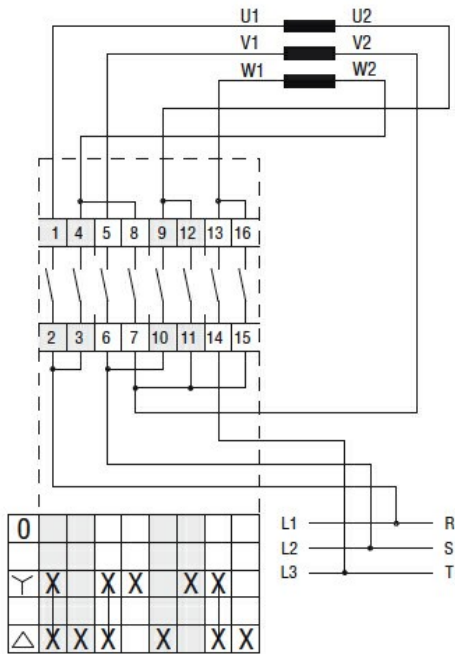 U1 U2
V1 V2
W1 W2
1 4 5 8 9 12 13 16
2 3 6 7 10 11 14 15
L1 R
L2 S
L3 T
0
Y X X X X X
△ X X X X X X